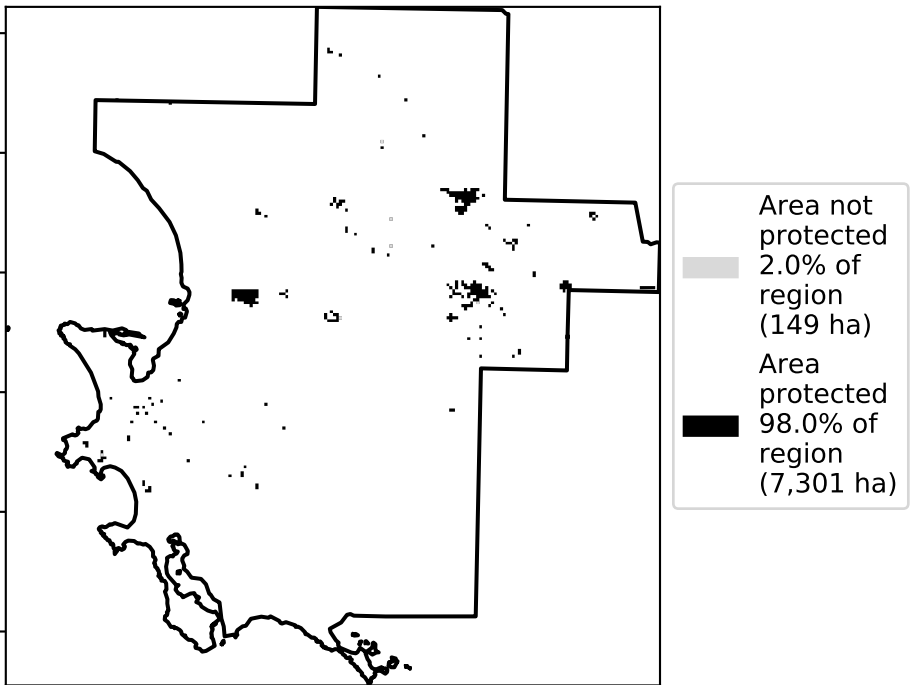 Area not
protected
2.0% of
region
(149 ha)
Area
protected
98.0% of
region
(7,301 ha)